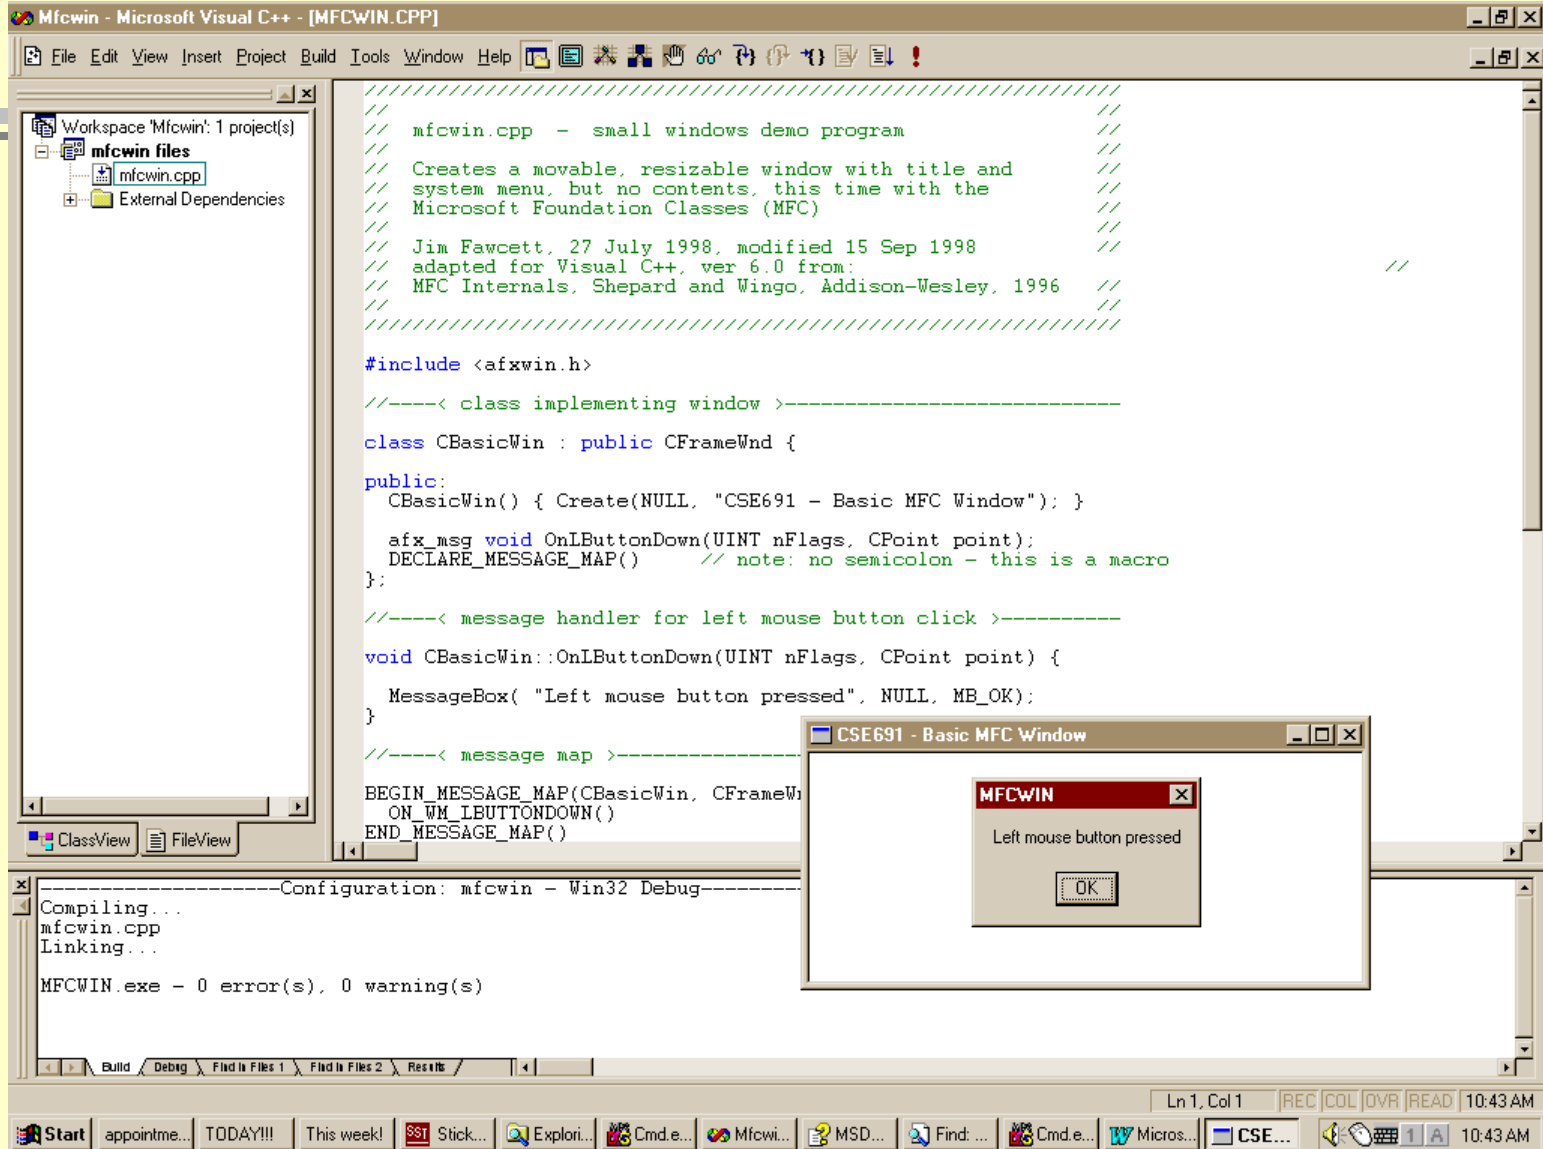 Mfcwin - Microsoft Visual C++ - [MFCWIN.CPP]
File Edit View Insert Project Build Tools Window Help
Workspace 'Mfcwin': 1 project(s)
mfcwin files
mfcwin.cpp
External Dependencies
ClassView FileView
/////////////////////////////////////////////////////////////////
// //
// mfcwin.cpp - small windows demo program //
// //
// Creates a movable, resizable window with title and //
// system menu, but no contents, this time with the //
// Microsoft Foundation Classes (MFC) //
// //
// Jim Fawcett, 27 July 1998, modified 15 Sep 1998 //
// adapted for Visual C++, ver 6.0 from: //
// MFC Internals, Shepard and Wingo, Addison-Wesley, 1996 //
// //
/////////////////////////////////////////////////////////////////
#include <afxwin.h>
//----< class implementing window >----------------------------
class CBasicWin : public CFrameWnd {
public:
CBasicWin() { Create(NULL, "CSE691 - Basic MFC Window"); }
afx_msg void OnLButtonDown(UINT nFlags, CPoint point);
DECLARE_MESSAGE_MAP() // note: no semicolon - this is a macro
};
//----< message handler for left mouse button click >----------
void CBasicWin::OnLButtonDown(UINT nFlags, CPoint point) {
MessageBox( "Left mouse button pressed", NULL, MB_OK);
}
//----< message map >----------------
BEGIN_MESSAGE_MAP(CBasicWin, CFrameW
ON_WM_LBUTTONDOWN()
END_MESSAGE_MAP()
CSE691 - Basic MFC Window
MFCWIN
Left mouse button pressed
OK
--------------------Configuration: mfcwin - Win32 Debug---------
Compiling...
mfcwin.cpp
Linking...
MFCWIN.exe - 0 error(s), 0 warning(s)
Build Debug Find in Files 1 Find in Files 2 Results
Ln 1, Col 1 REC COL OVR READ 10:43 AM
Start appointme... TODAY!!! This week! SSI Stick... Explori... Cmd.e... Mfcwi... MSD... Find: ... Cmd.e... Micros... CSE... 1 A 10:43 AM